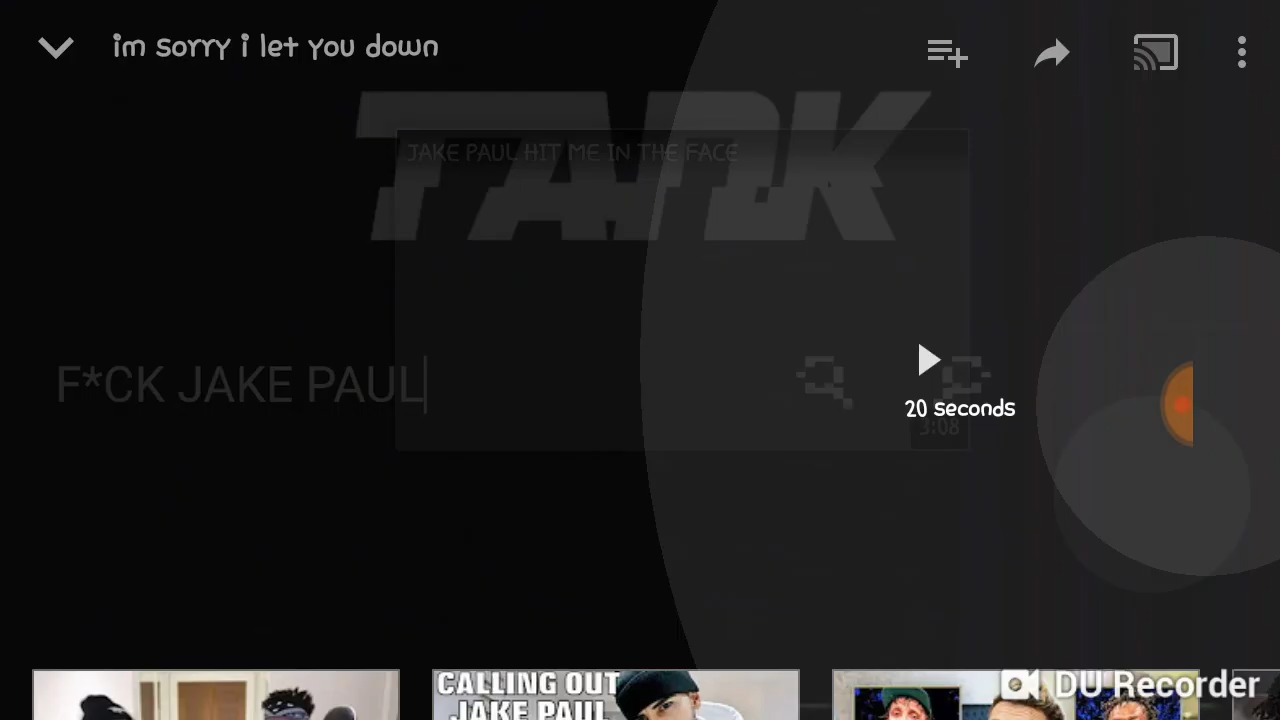 im sorry i let you down
TANK
JAKE PAUL HIT ME IN THE FACE
F*CK JAKE PAUL
20 seconds
3:08
CALLING OUT
JAKE PAUL
DU Recorder